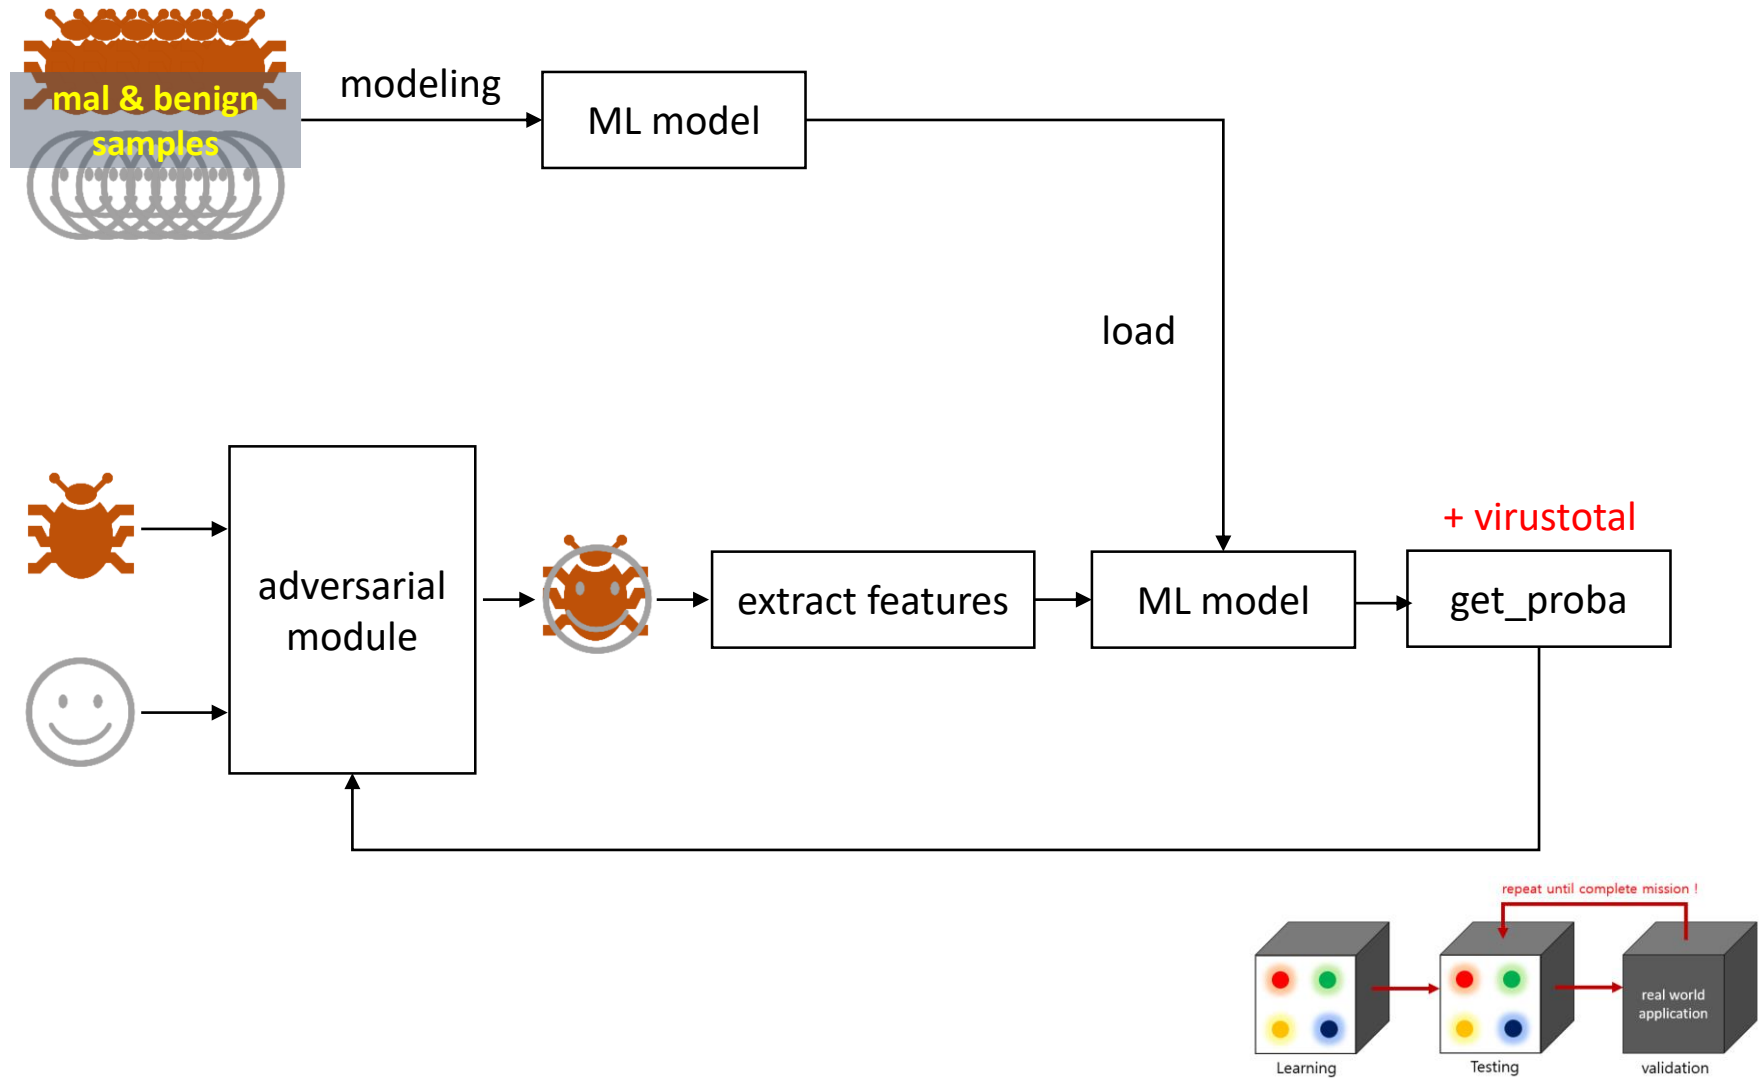 mal & benign
samples
modeling
ML model
load
adversarial
module
extract features
ML model
+ virustotal
get_proba
repeat until complete mission !
real world
application
Learning
Testing
validation